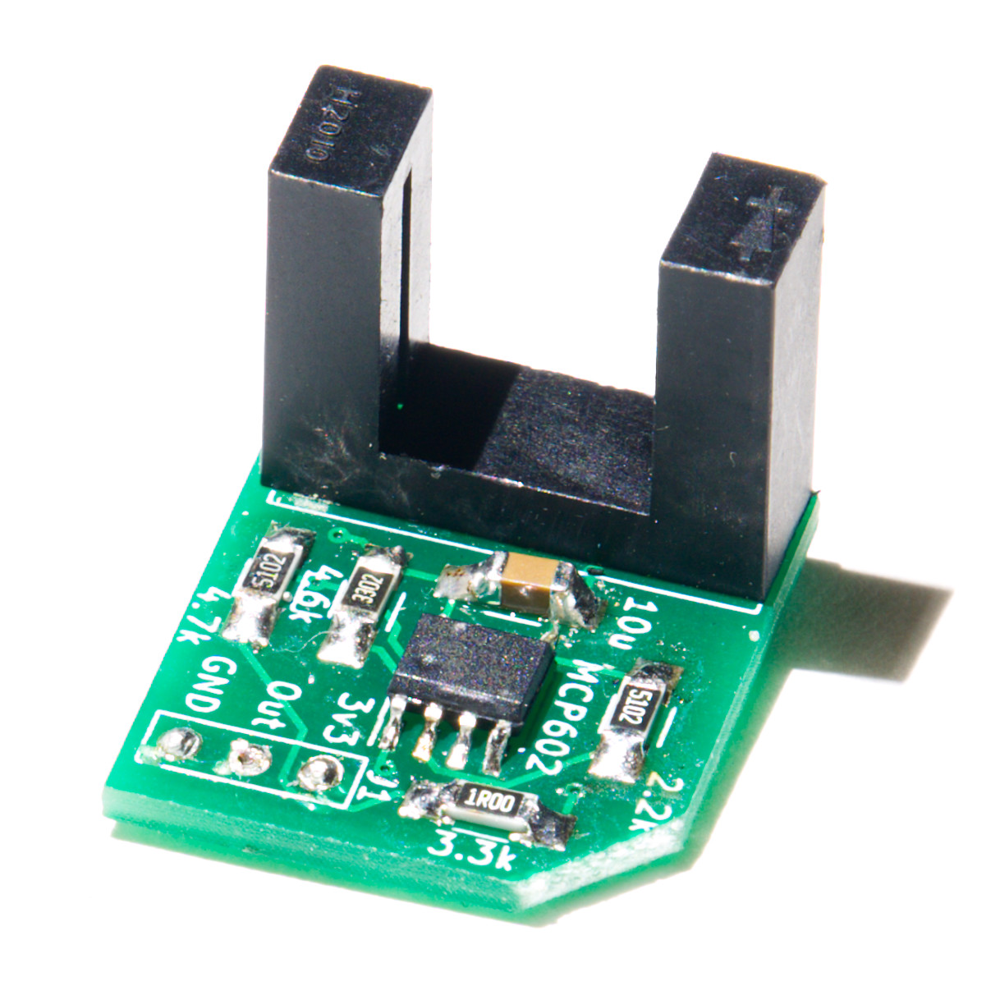 H2010
5102
4.6k
3302
4.7k
10u
GND
Out
3v3
MCP602
5102
J1
1R00
2.2k
3.3k